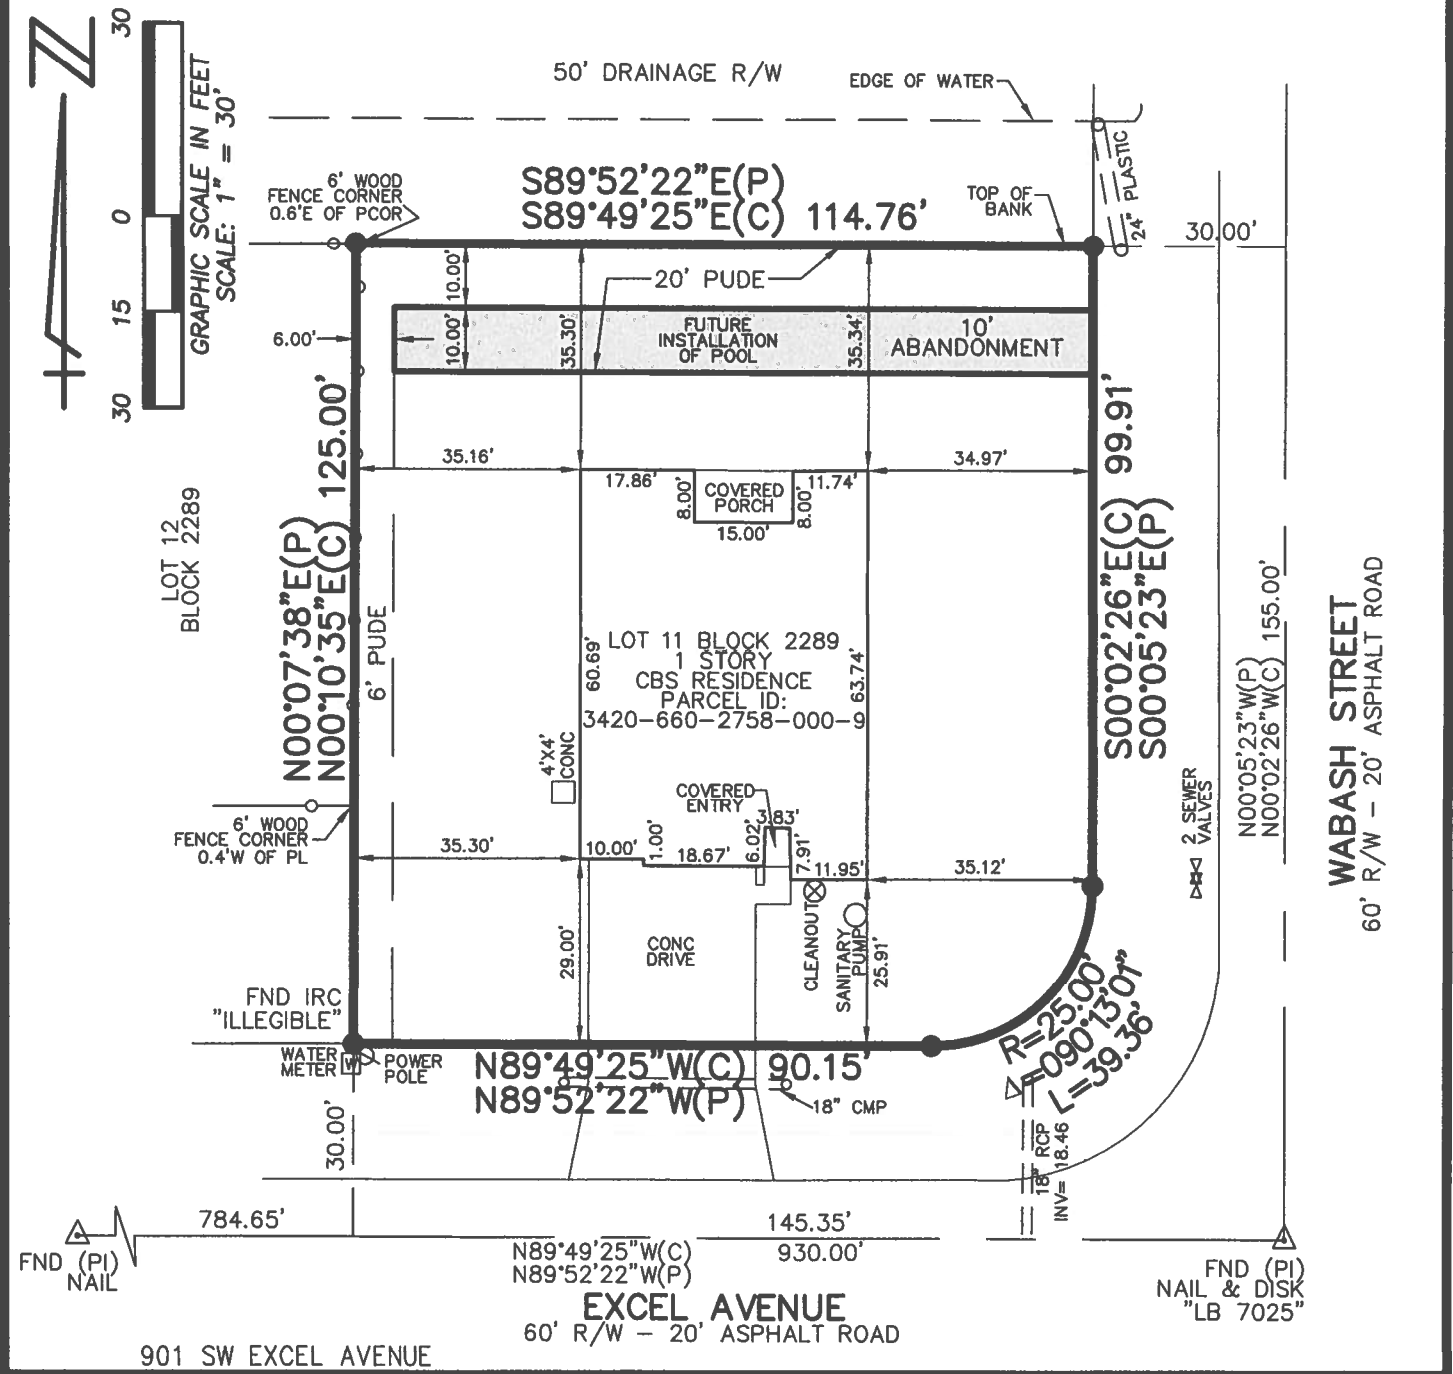 30
0
15
30
GRAPHIC SCALE IN FEET
SCALE: 1" = 30'
50' DRAINAGE R/W
EDGE OF WATER
6' WOOD
FENCE CORNER
0.6'E OF PCOR
S89°52'22"E(P)
S89°49'25"E(C) 114.76'
TOP OF
BANK
24" PLASTIC
30.00'
20' PUDE
10.00'
10.00'
6.00'
35.30'
FUTURE
INSTALLATION
OF POOL
35.34'
10'
ABANDONMENT
N00°07'38"E(P)
N00°10'35"E(C) 125.00'
S00°02'26"E(C) 99.91'
S00°05'23"E(P)
35.16'
17.86'
8.00'
COVERED
PORCH
15.00'
8.00'
11.74'
34.97'
LOT 12
BLOCK 2289
6' PUDE
60.69'
LOT 11 BLOCK 2289
1 STORY
CBS RESIDENCE
PARCEL ID:
3420-660-2758-000-9
63.74'
N00°05'23"W(P)
N00°02'26"W(C) 155.00'
WABASH STREET
60' R/W - 20' ASPHALT ROAD
4'X4'
CONC
COVERED
ENTRY
2 SEWER
VALVES
6' WOOD
FENCE CORNER
0.4'W OF PL
35.30'
10.00'
1.00'
18.67'
6.02'
3.83'
7.91'
11.95'
35.12'
CLEANOUT
SANITARY
PUMP
25.91'
29.00'
CONC
DRIVE
FND IRC
"ILLEGIBLE"
WATER
METER
W
POWER
POLE
R=25.00'
Δ=090°13'01"
L=39.36'
N89°49'25"W(C) 90.15'
N89°52'22"W(P)
18" CMP
18" RCP
INV= 18.46
30.00'
784.65'
145.35'
N89°49'25"W(C) 930.00'
N89°52'22"W(P)
FND (PI)
NAIL
FND (PI)
NAIL & DISK
"LB 7025"
EXCEL AVENUE
60' R/W - 20' ASPHALT ROAD
901 SW EXCEL AVENUE